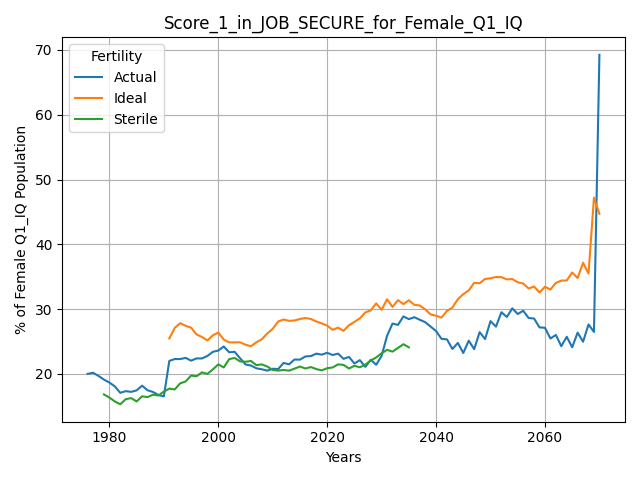 Score_1_in_JOB_SECURE_for_Female_Q1_IQ
% of Female Q1_IQ Population
70
60
50
40
30
20
Fertility
Actual
Ideal
Sterile
1980
2000
2020
2040
2060
Years